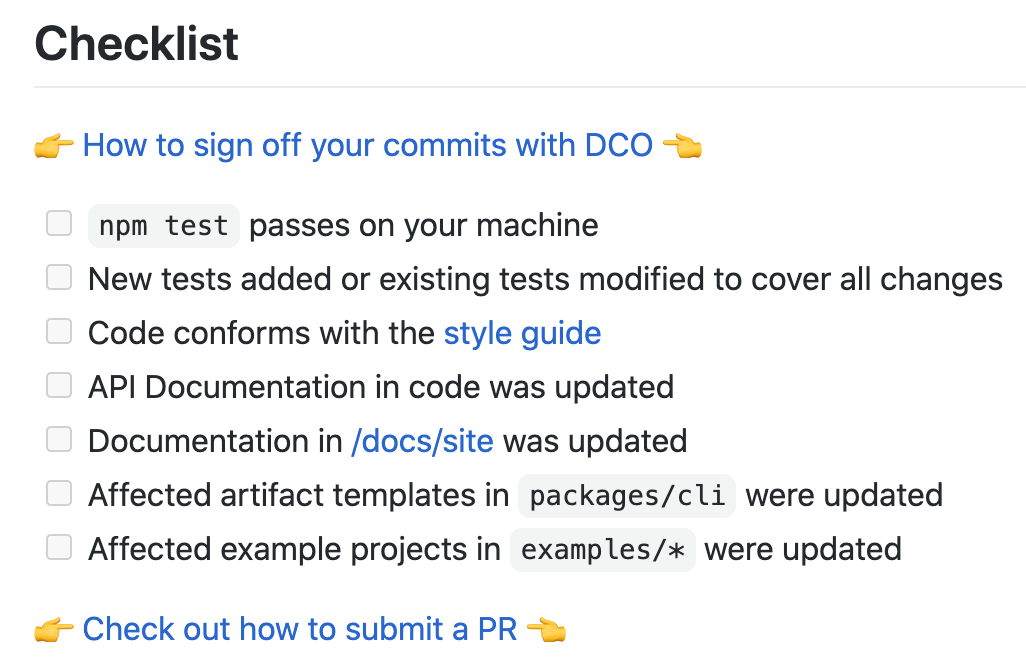 Checklist
👉 How to sign off your commits with DCO 👈
npm test passes on your machine
New tests added or existing tests modified to cover all changes
Code conforms with the style guide
API Documentation in code was updated
Documentation in /docs/site was updated
Affected artifact templates in packages/cli were updated
Affected example projects in examples/* were updated
👉 Check out how to submit a PR 👈